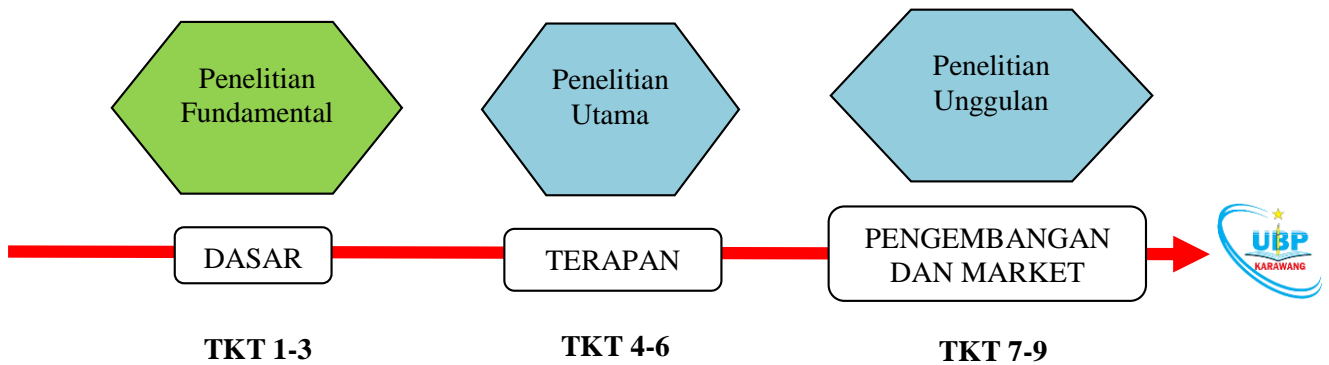 Penelitian
Fundamental
Penelitian
Utama
Penelitian
Unggulan
DASAR
TERAPAN
PENGEMBANGAN
DAN MARKET
UBP
KARAWANG
TKT 1-3
TKT 4-6
TKT 7-9